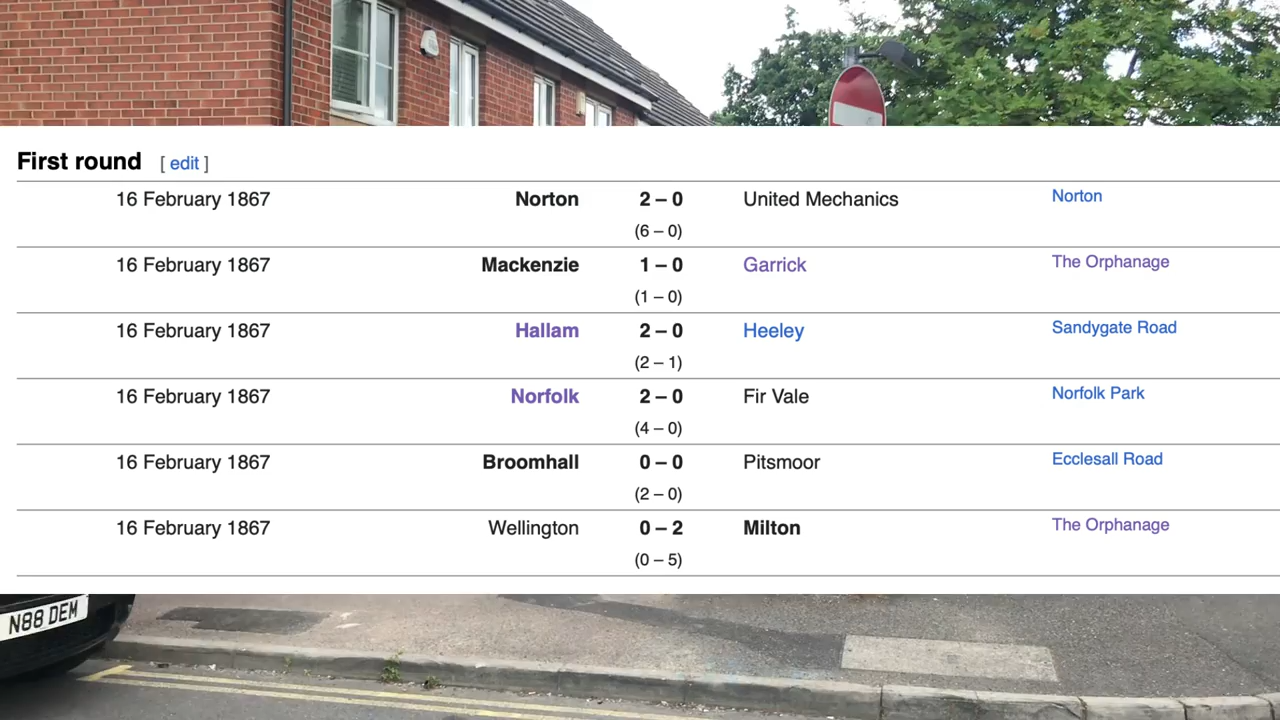 First round [ edit ]
16 February 1867 Norton 2 – 0 United Mechanics Norton
(6 – 0)
16 February 1867 Mackenzie 1 – 0 Garrick The Orphanage
(1 – 0)
16 February 1867 Hallam 2 – 0 Heeley Sandygate Road
(2 – 1)
16 February 1867 Norfolk 2 – 0 Fir Vale Norfolk Park
(4 – 0)
16 February 1867 Broomhall 0 – 0 Pitsmoor Ecclesall Road
(2 – 0)
16 February 1867 Wellington 0 – 2 Milton The Orphanage
(0 – 5)
N88 DEM